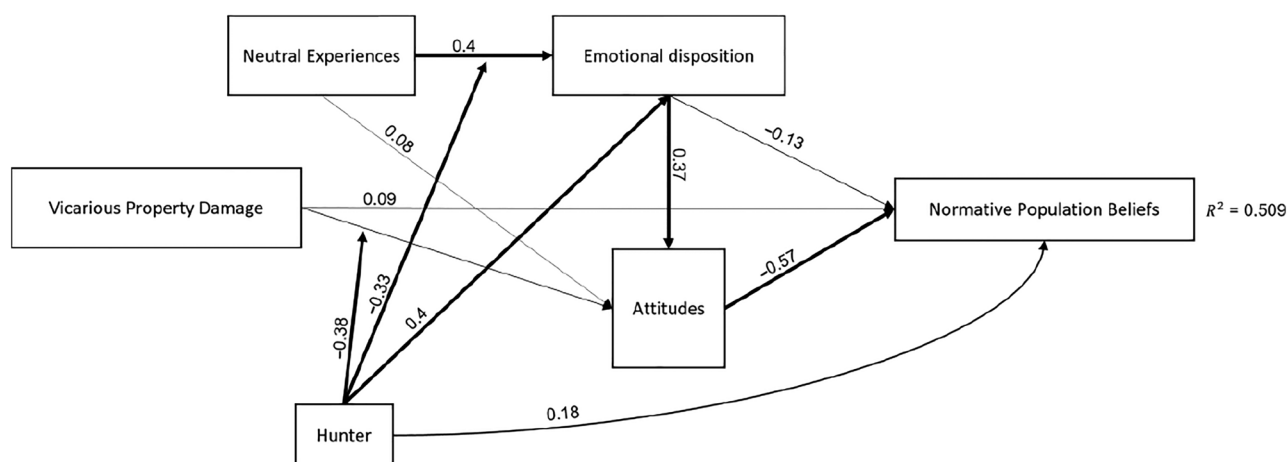 Neutral Experiences
0.4
Emotional disposition
0.08
−0.13
0.37
Vicarious Property Damage
0.09
Normative Population Beliefs
R² = 0.509
−0.57
Attitudes
−0.33
−0.38
0.4
0.18
Hunter